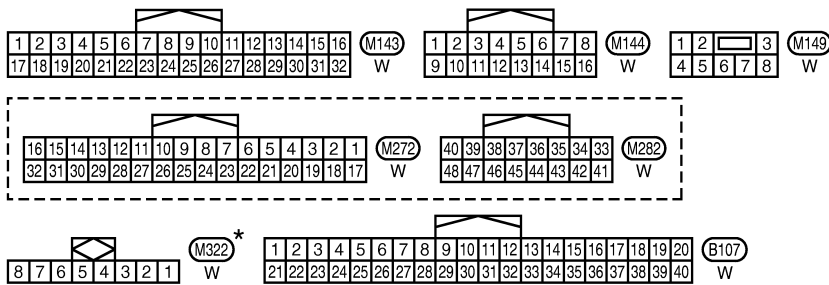 1 2 3 4 5 6 7 8 9 10 11 12 13 14 15 16 M143
17 18 19 20 21 22 23 24 25 26 27 28 29 30 31 32 W
1 2 3 4 5 6 7 8 M144
9 10 11 12 13 14 15 16 W
1 2 3 M149
4 5 6 7 8 W
16 15 14 13 12 11 10 9 8 7 6 5 4 3 2 1 M272
32 31 30 29 28 27 26 25 24 23 22 21 20 19 18 17 W
40 39 38 37 36 35 34 33 M282
48 47 46 45 44 43 42 41 W
M322 *
8 7 6 5 4 3 2 1 W
1 2 3 4 5 6 7 8 9 10 11 12 13 14 15 16 17 18 19 20 B107
21 22 23 24 25 26 27 28 29 30 31 32 33 34 35 36 37 38 39 40 W